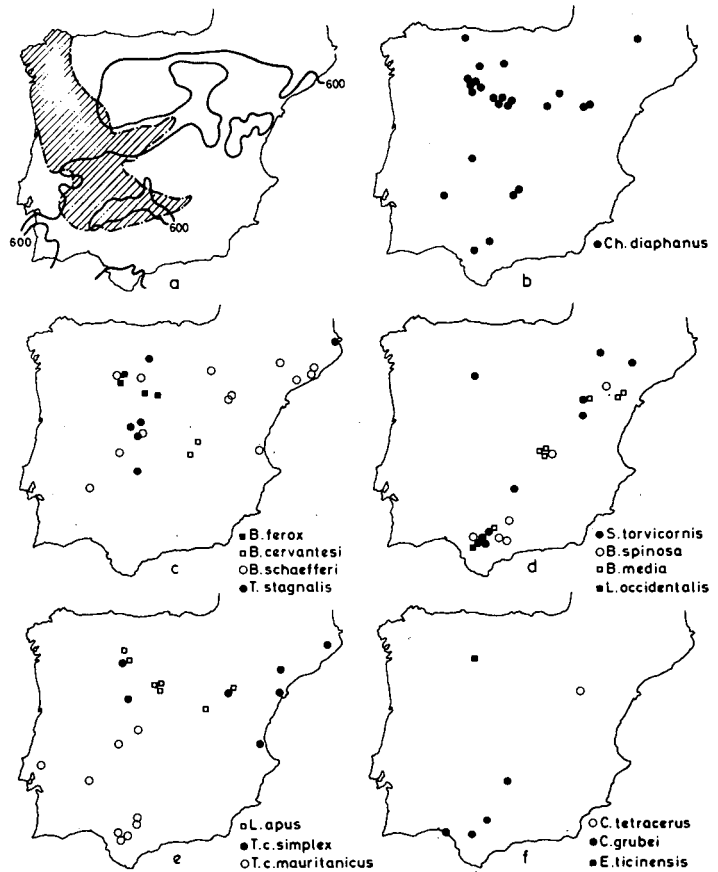 600
600
600
a
Ch. diaphanus
b
B. ferox
B. cervantesi
B. schaefferi
T. stagnalis
c
S. torvicornis
B. spinosa
B. media
L. occidentalis
d
L. apus
T. c. simplex
T. c. mauritanicus
e
C. tetracerus
C. grubei
E. ticinensis
f